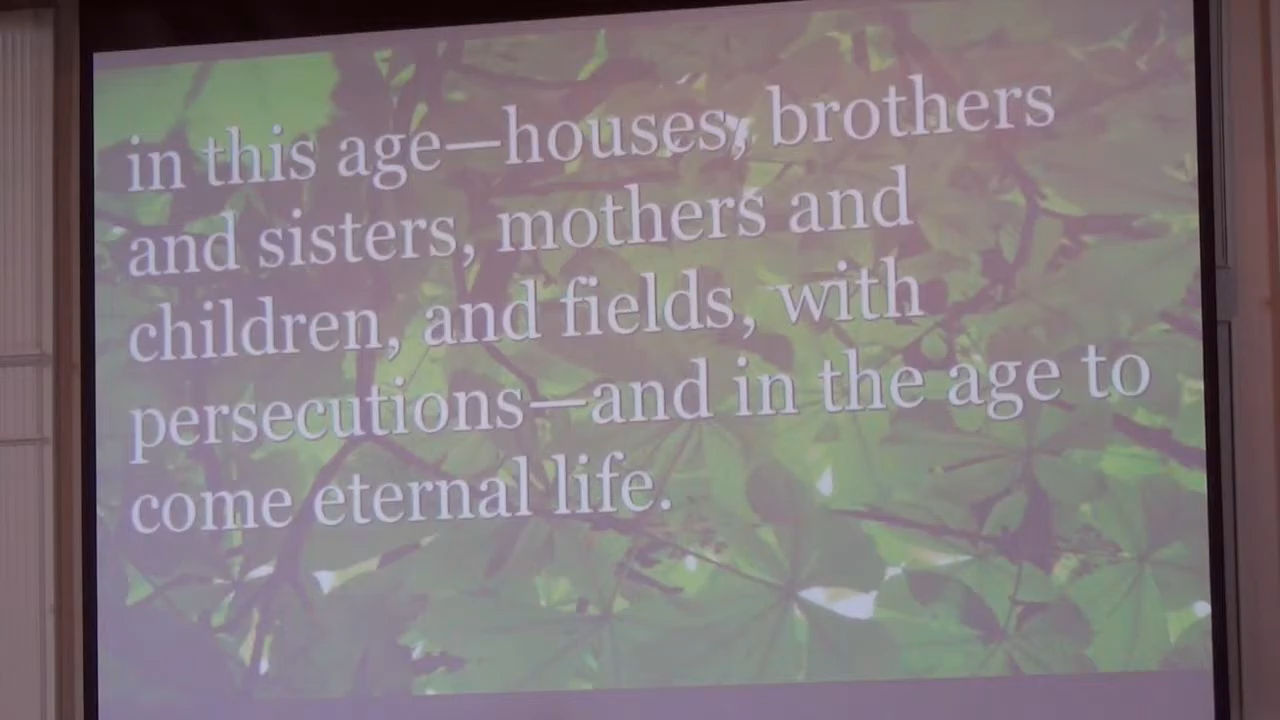 in this age—houses, brothers
and sisters, mothers and
children, and fields, with
persecutions—and in the age to
come eternal life.